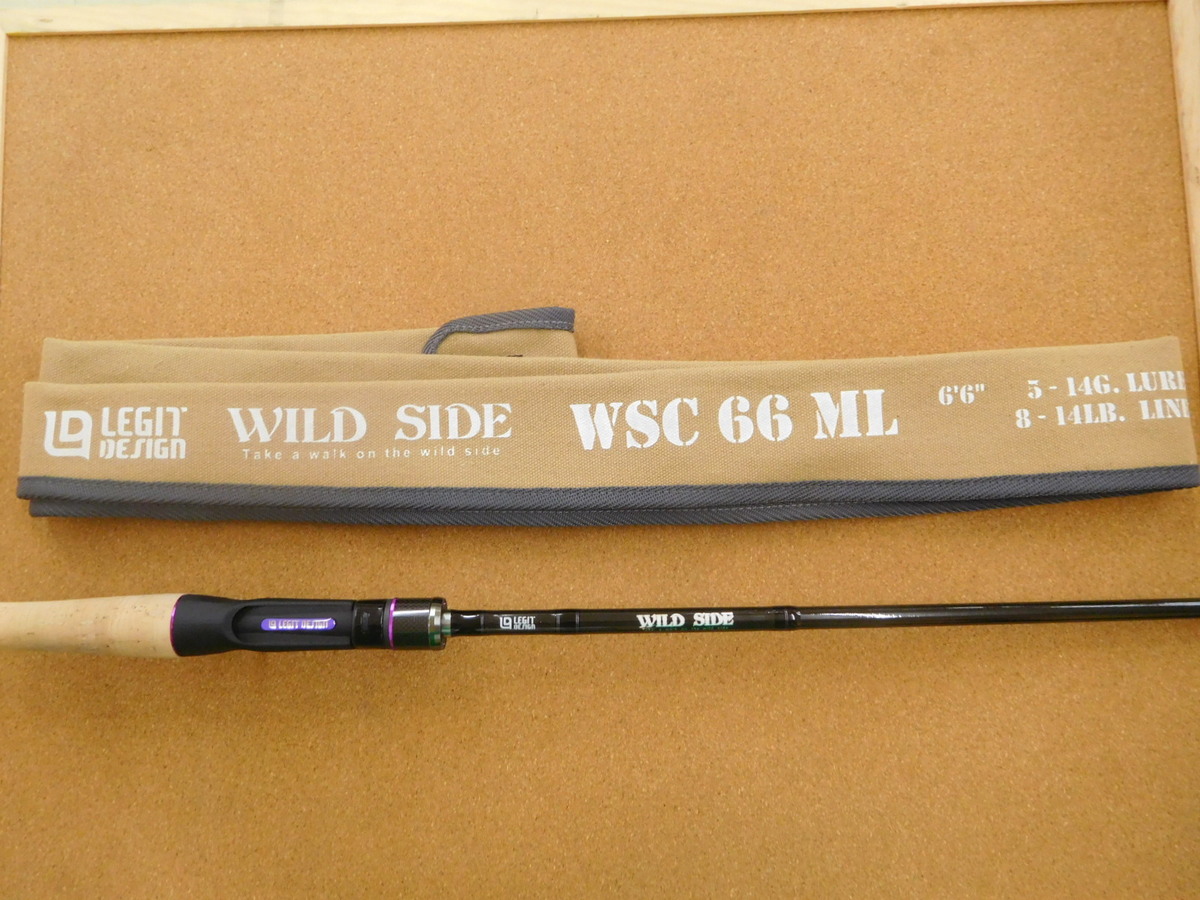 LEGIT
DESIGN
WILD SIDE
Take a walk on the wild side
WSC 66 ML
6'6"
5 - 14G. LURE
8 - 14LB. LINE
LEGIT DESIGN
LEGIT
DESIGN
WILD SIDE